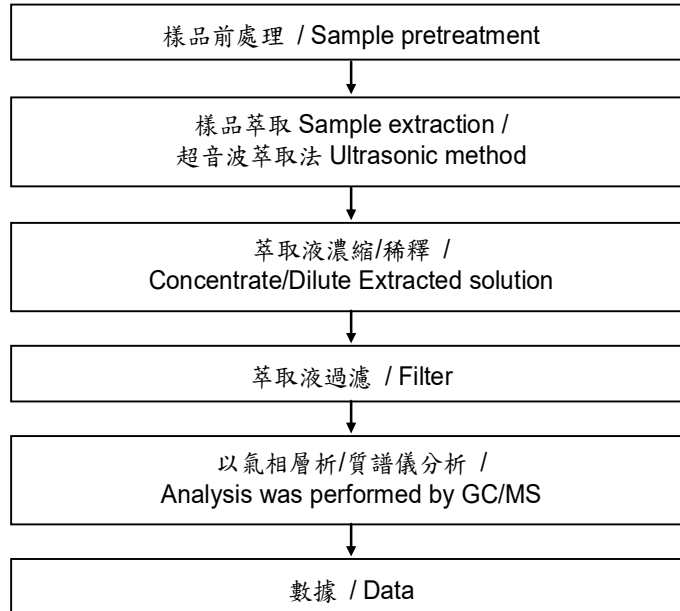 樣品前處理 / Sample pretreatment
樣品萃取 Sample extraction /
超音波萃取法 Ultrasonic method
萃取液濃縮/稀釋 /
Concentrate/Dilute Extracted solution
萃取液過濾 / Filter
以氣相層析/質譜儀分析 /
Analysis was performed by GC/MS
數據 / Data